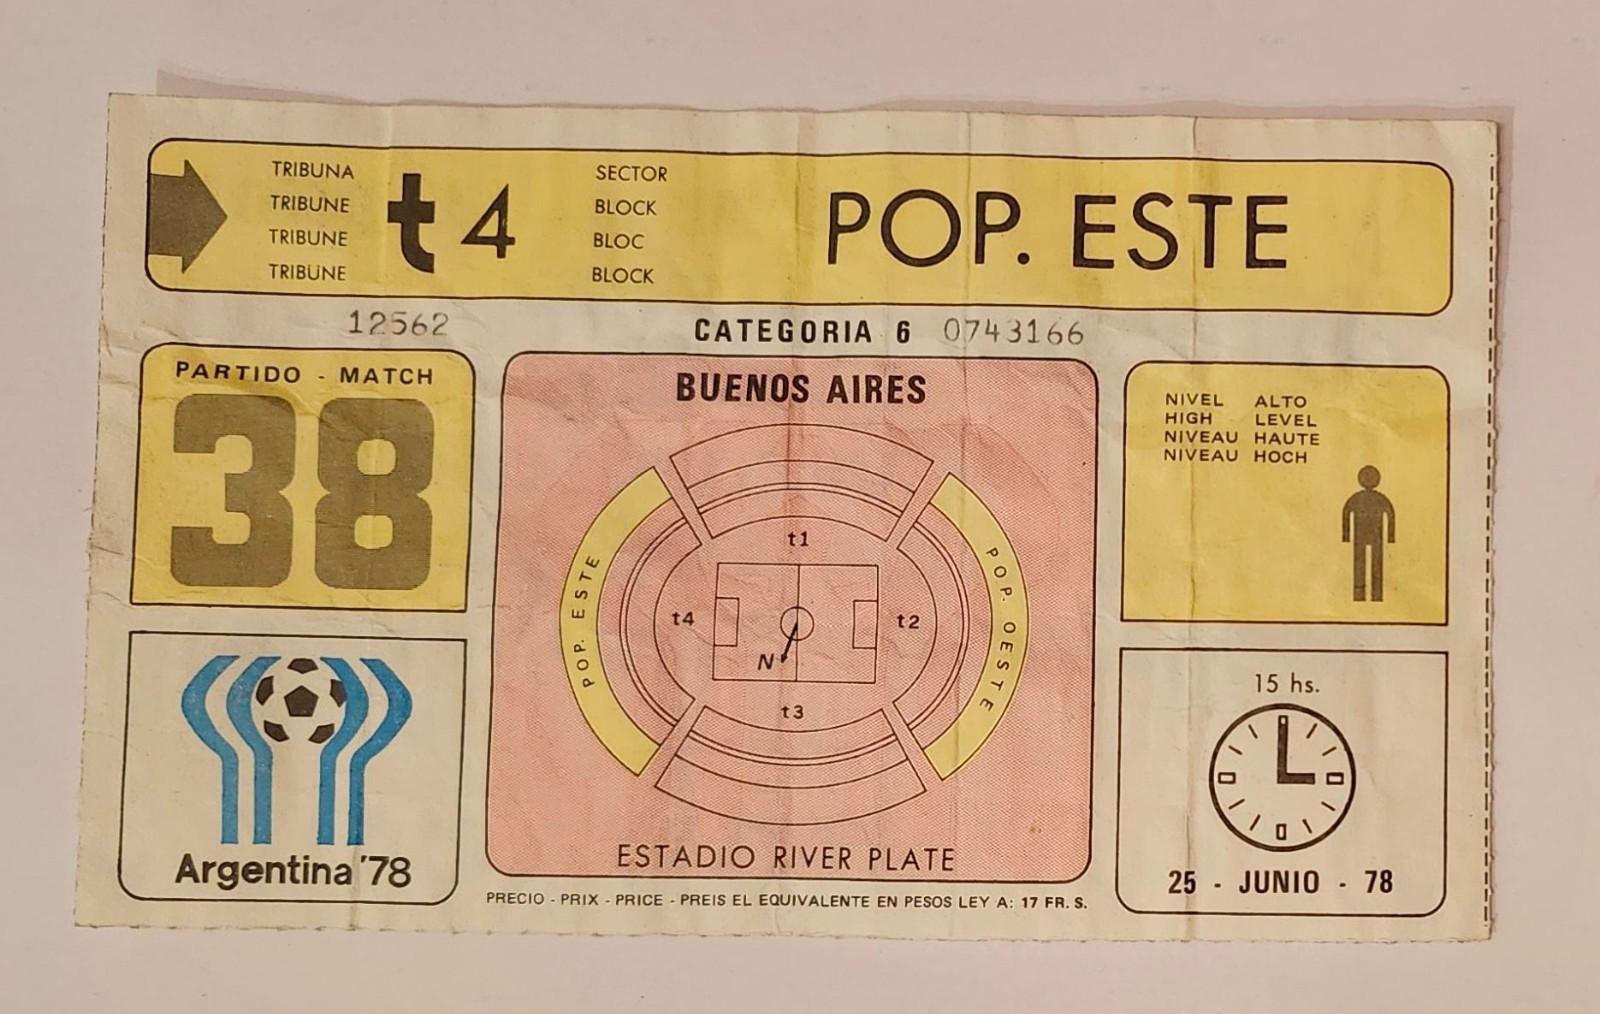 TRIBUNA
TRIBUNE
TRIBUNE
TRIBÜNE
t4
SECTOR
BLOCK
BLOC
BLOCK
POP. ESTE
12562
CATEGORIA 6 0743166
PARTIDO - MATCH
38
BUENOS AIRES
t1
t4
t2
t3
N
POP. ESTE
POP. OESTE
ESTADIO RIVER PLATE
NIVEL ALTO
HIGH LEVEL
NIVEAU HAUTE
NIVEAU HOCH
Argentina '78
15 hs.
25 - JUNIO - 78
PRECIO - PRIX - PRICE - PREIS EL EQUIVALENTE EN PESOS LEY A: 17 FR. S.